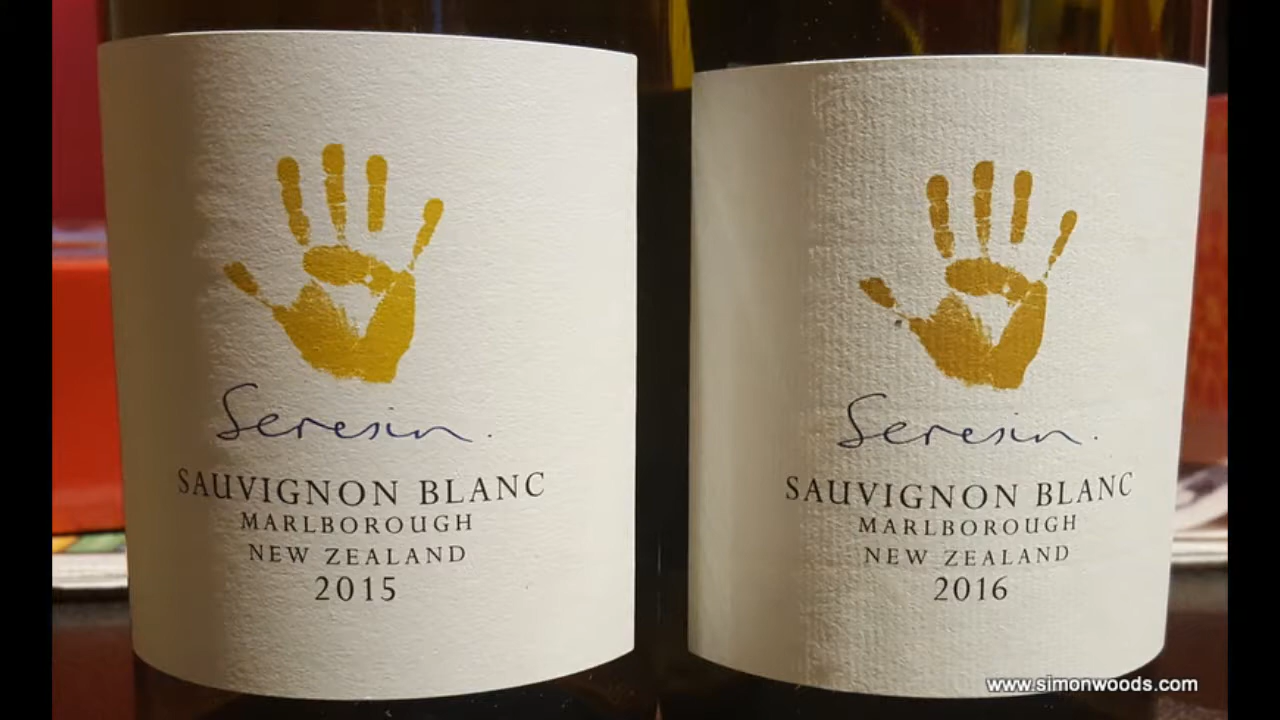 Seresin.
SAUVIGNON BLANC
MARLBOROUGH
NEW ZEALAND
2015
Seresin.
SAUVIGNON BLANC
MARLBOROUGH
NEW ZEALAND
2016
www.simonwoods.com